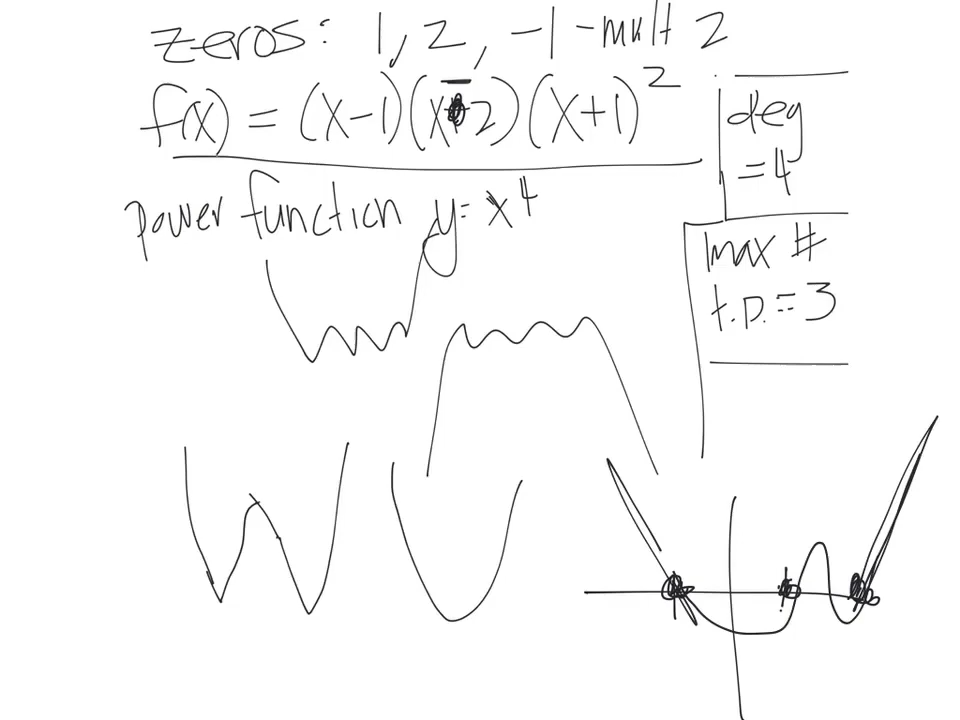 zeros: 1, 2, -1 - mult 2
f(x) = (x-1)(x-2)(x+1)²
deg
= 4
power function y = x⁴
max #
t.p. = 3